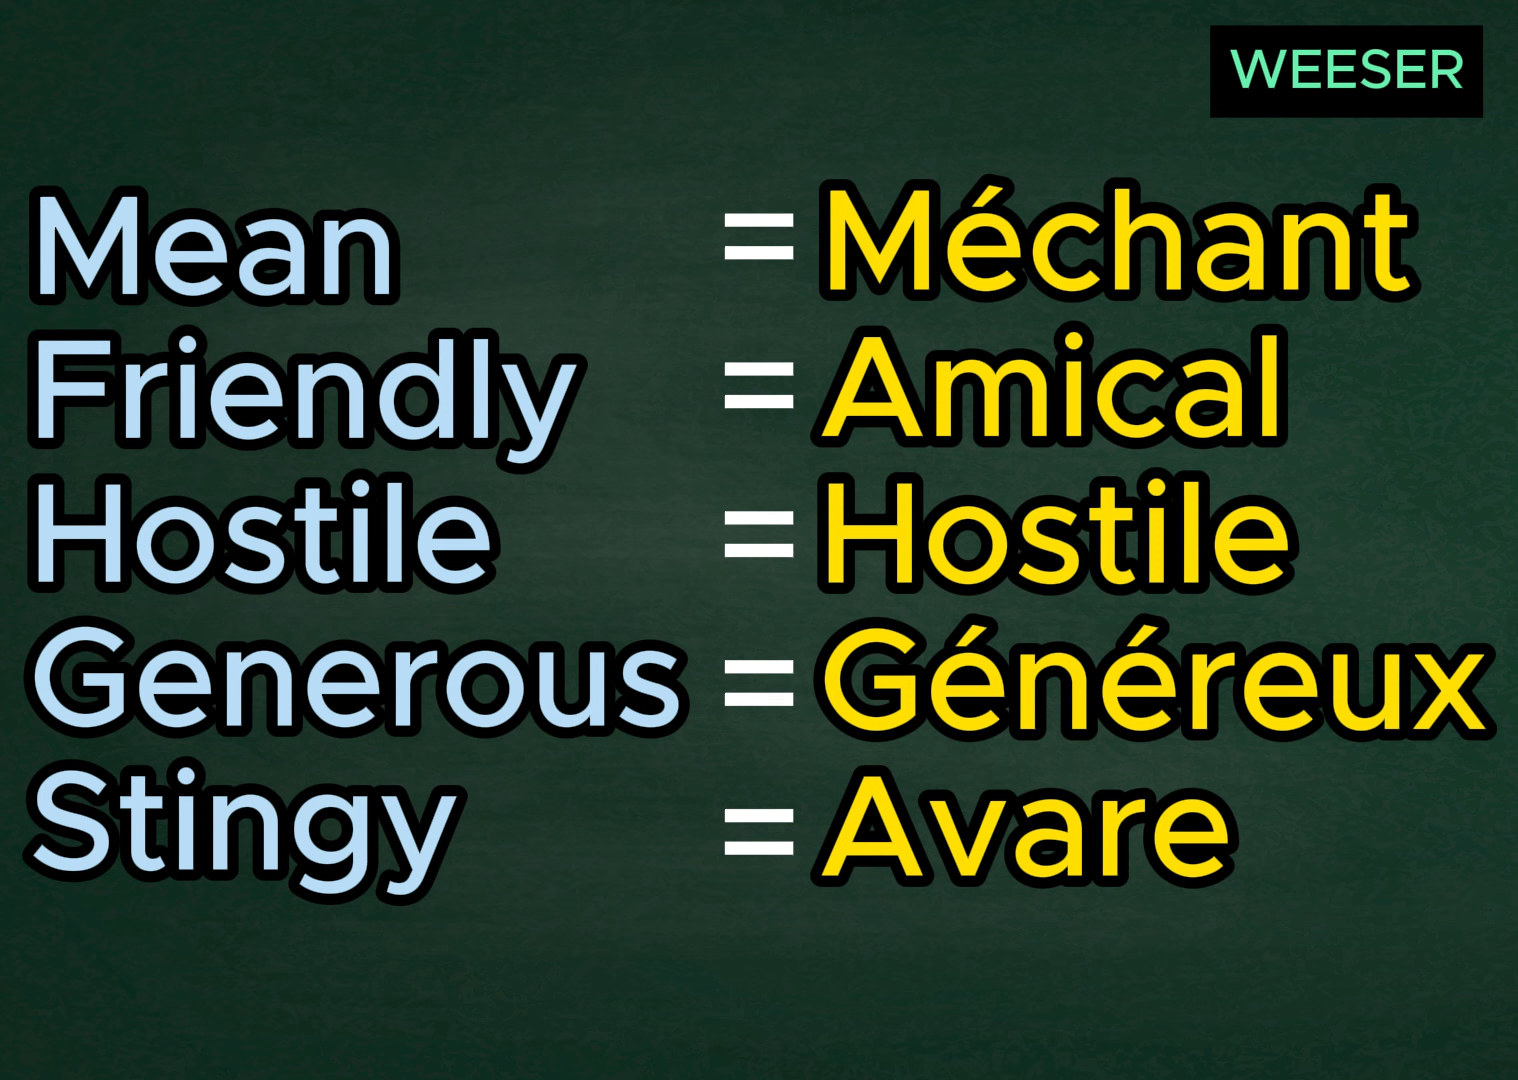 WEESER
Mean = Méchant
Friendly = Amical
Hostile = Hostile
Generous = Généreux
Stingy = Avare